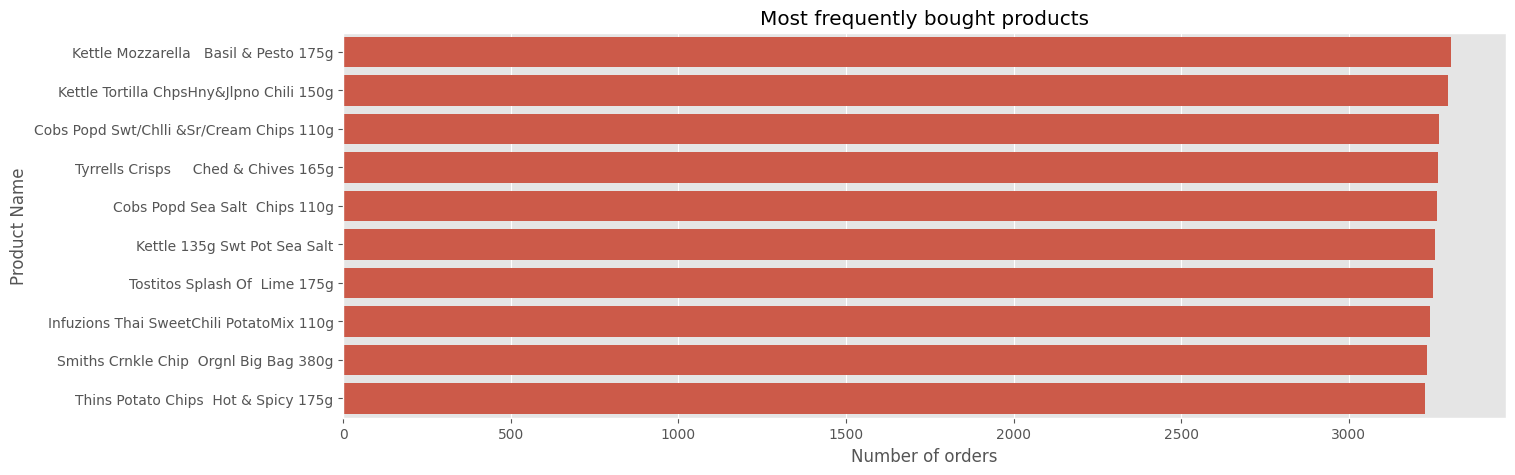 Most frequently bought products
Product Name
Kettle Mozzarella   Basil & Pesto 175g
Kettle Tortilla ChpsHny&Jlpno Chili 150g
Cobs Popd Swt/Chlli &Sr/Cream Chips 110g
Tyrrells Crisps     Ched & Chives 165g
Cobs Popd Sea Salt  Chips 110g
Kettle 135g Swt Pot Sea Salt
Tostitos Splash Of  Lime 175g
Infuzions Thai SweetChili PotatoMix 110g
Smiths Crnkle Chip  Orgnl Big Bag 380g
Thins Potato Chips  Hot & Spicy 175g
0 500 1000 1500 2000 2500 3000
Number of orders